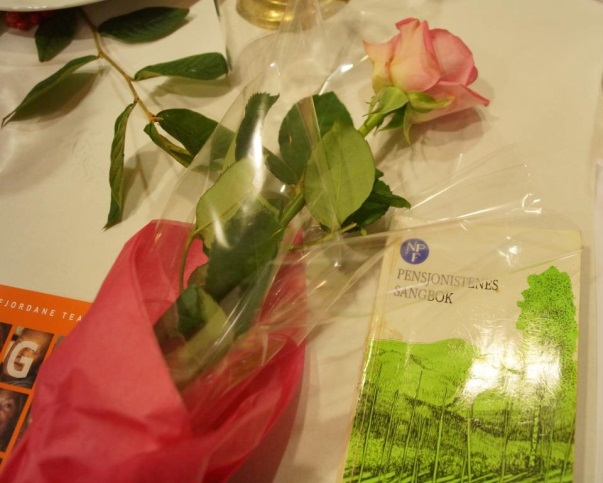 NPF
PENSJONISTENES
SANGBOK
FJORDANE TEA
G